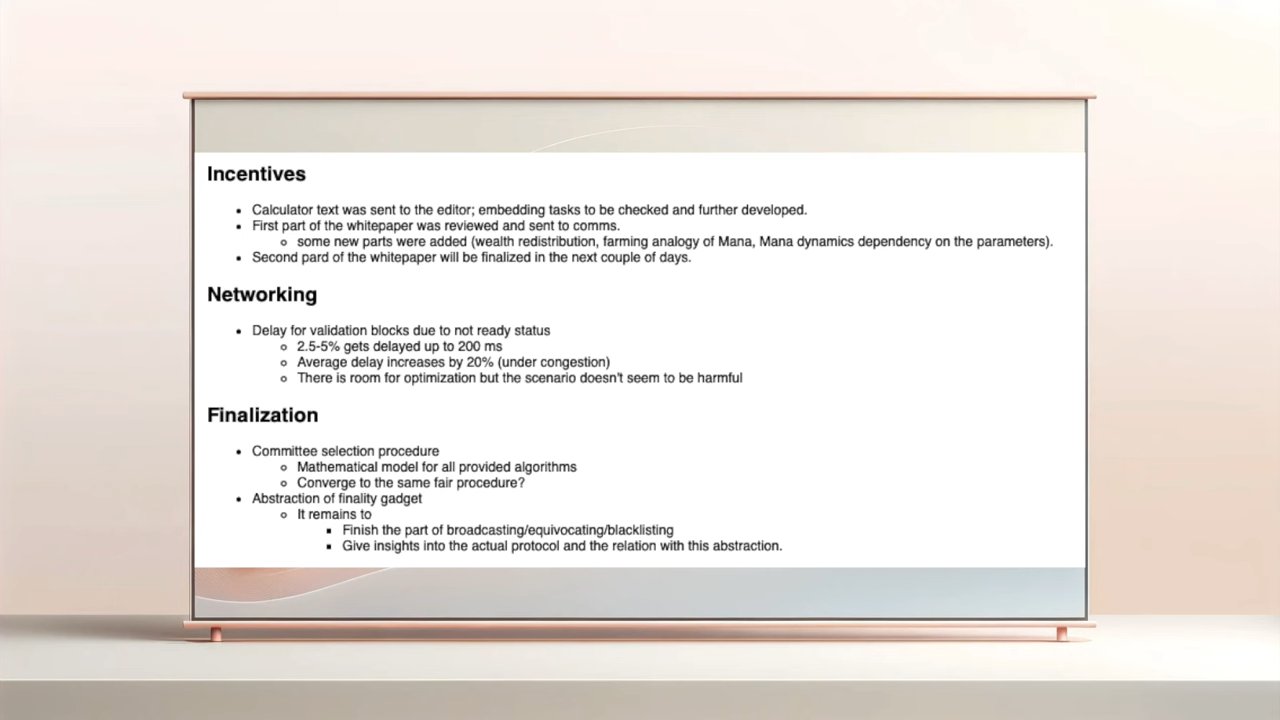 Incentives
Calculator text was sent to the editor; embedding tasks to be checked and further developed.
First part of the whitepaper was reviewed and sent to comms.
some new parts were added (wealth redistribution, farming analogy of Mana, Mana dynamics dependency on the parameters).
Second pard of the whitepaper will be finalized in the next couple of days.
Networking
Delay for validation blocks due to not ready status
2.5-5% gets delayed up to 200 ms
Average delay increases by 20% (under congestion)
There is room for optimization but the scenario doesn't seem to be harmful
Finalization
Committee selection procedure
Mathematical model for all provided algorithms
Converge to the same fair procedure?
Abstraction of finality gadget
It remains to
Finish the part of broadcasting/equivocating/blacklisting
Give insights into the actual protocol and the relation with this abstraction.